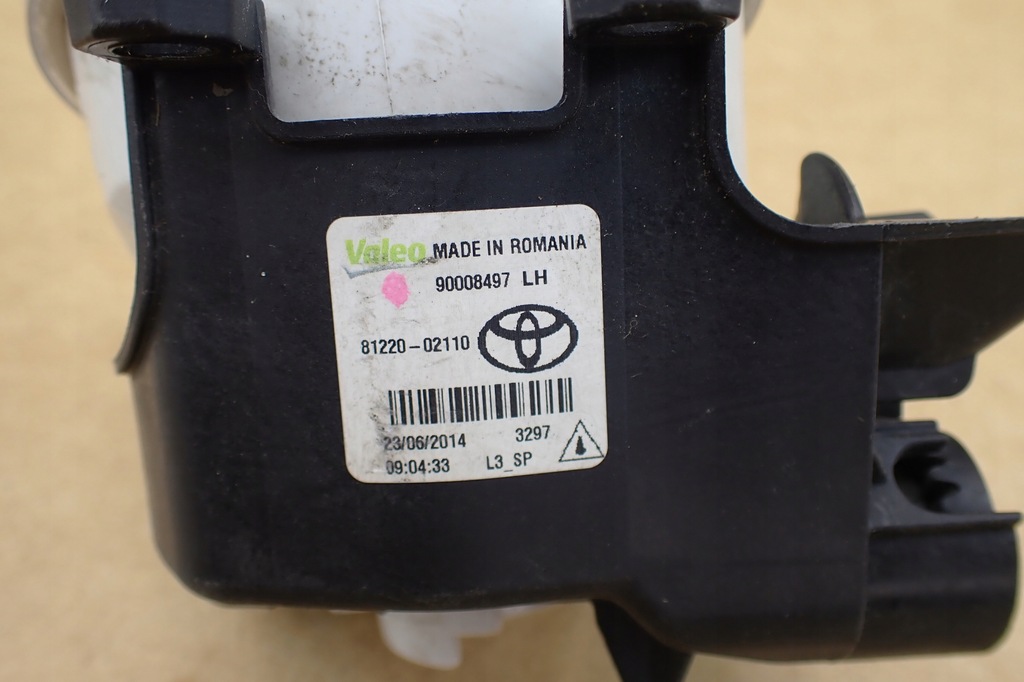 Valeo MADE IN ROMANIA
90008497 LH
81220-02110
23/06/2014 3297
09:04:33 L3_SP